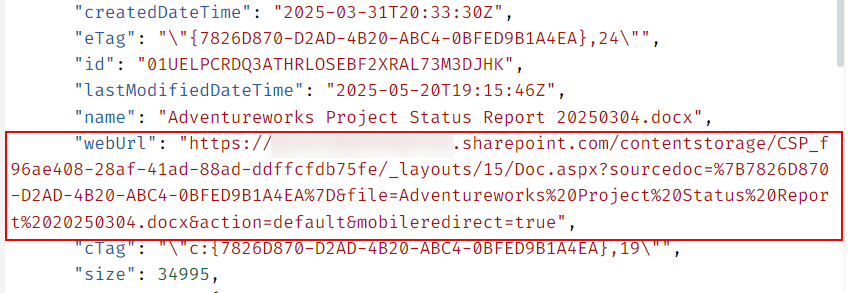 "createdDateTime": "2025-03-31T20:33:30Z",
"eTag": "\"{7826D870-D2AD-4B20-ABC4-0BFED9B1A4EA},24\"",
"id": "01UELPCRDQ3ATHRLOSEBF2XRAL73M3DJHK",
"lastModifiedDateTime": "2025-05-20T19:15:46Z",
"name": "Adventureworks Project Status Report 20250304.docx",
"webUrl": "https://.sharepoint.com/contentstorage/CSP_f
96ae408-28af-41ad-88ad-ddffcfdb75fe/_layouts/15/Doc.aspx?sourcedoc=%7B7826D870
-D2AD-4B20-ABC4-0BFED9B1A4EA%7D&file=Adventureworks%20Project%20Status%20Repor
t%2020250304.docx&action=default&mobileredirect=true",
"cTag": "\"c:{7826D870-D2AD-4B20-ABC4-0BFED9B1A4EA},19\"",
"size": 34995,